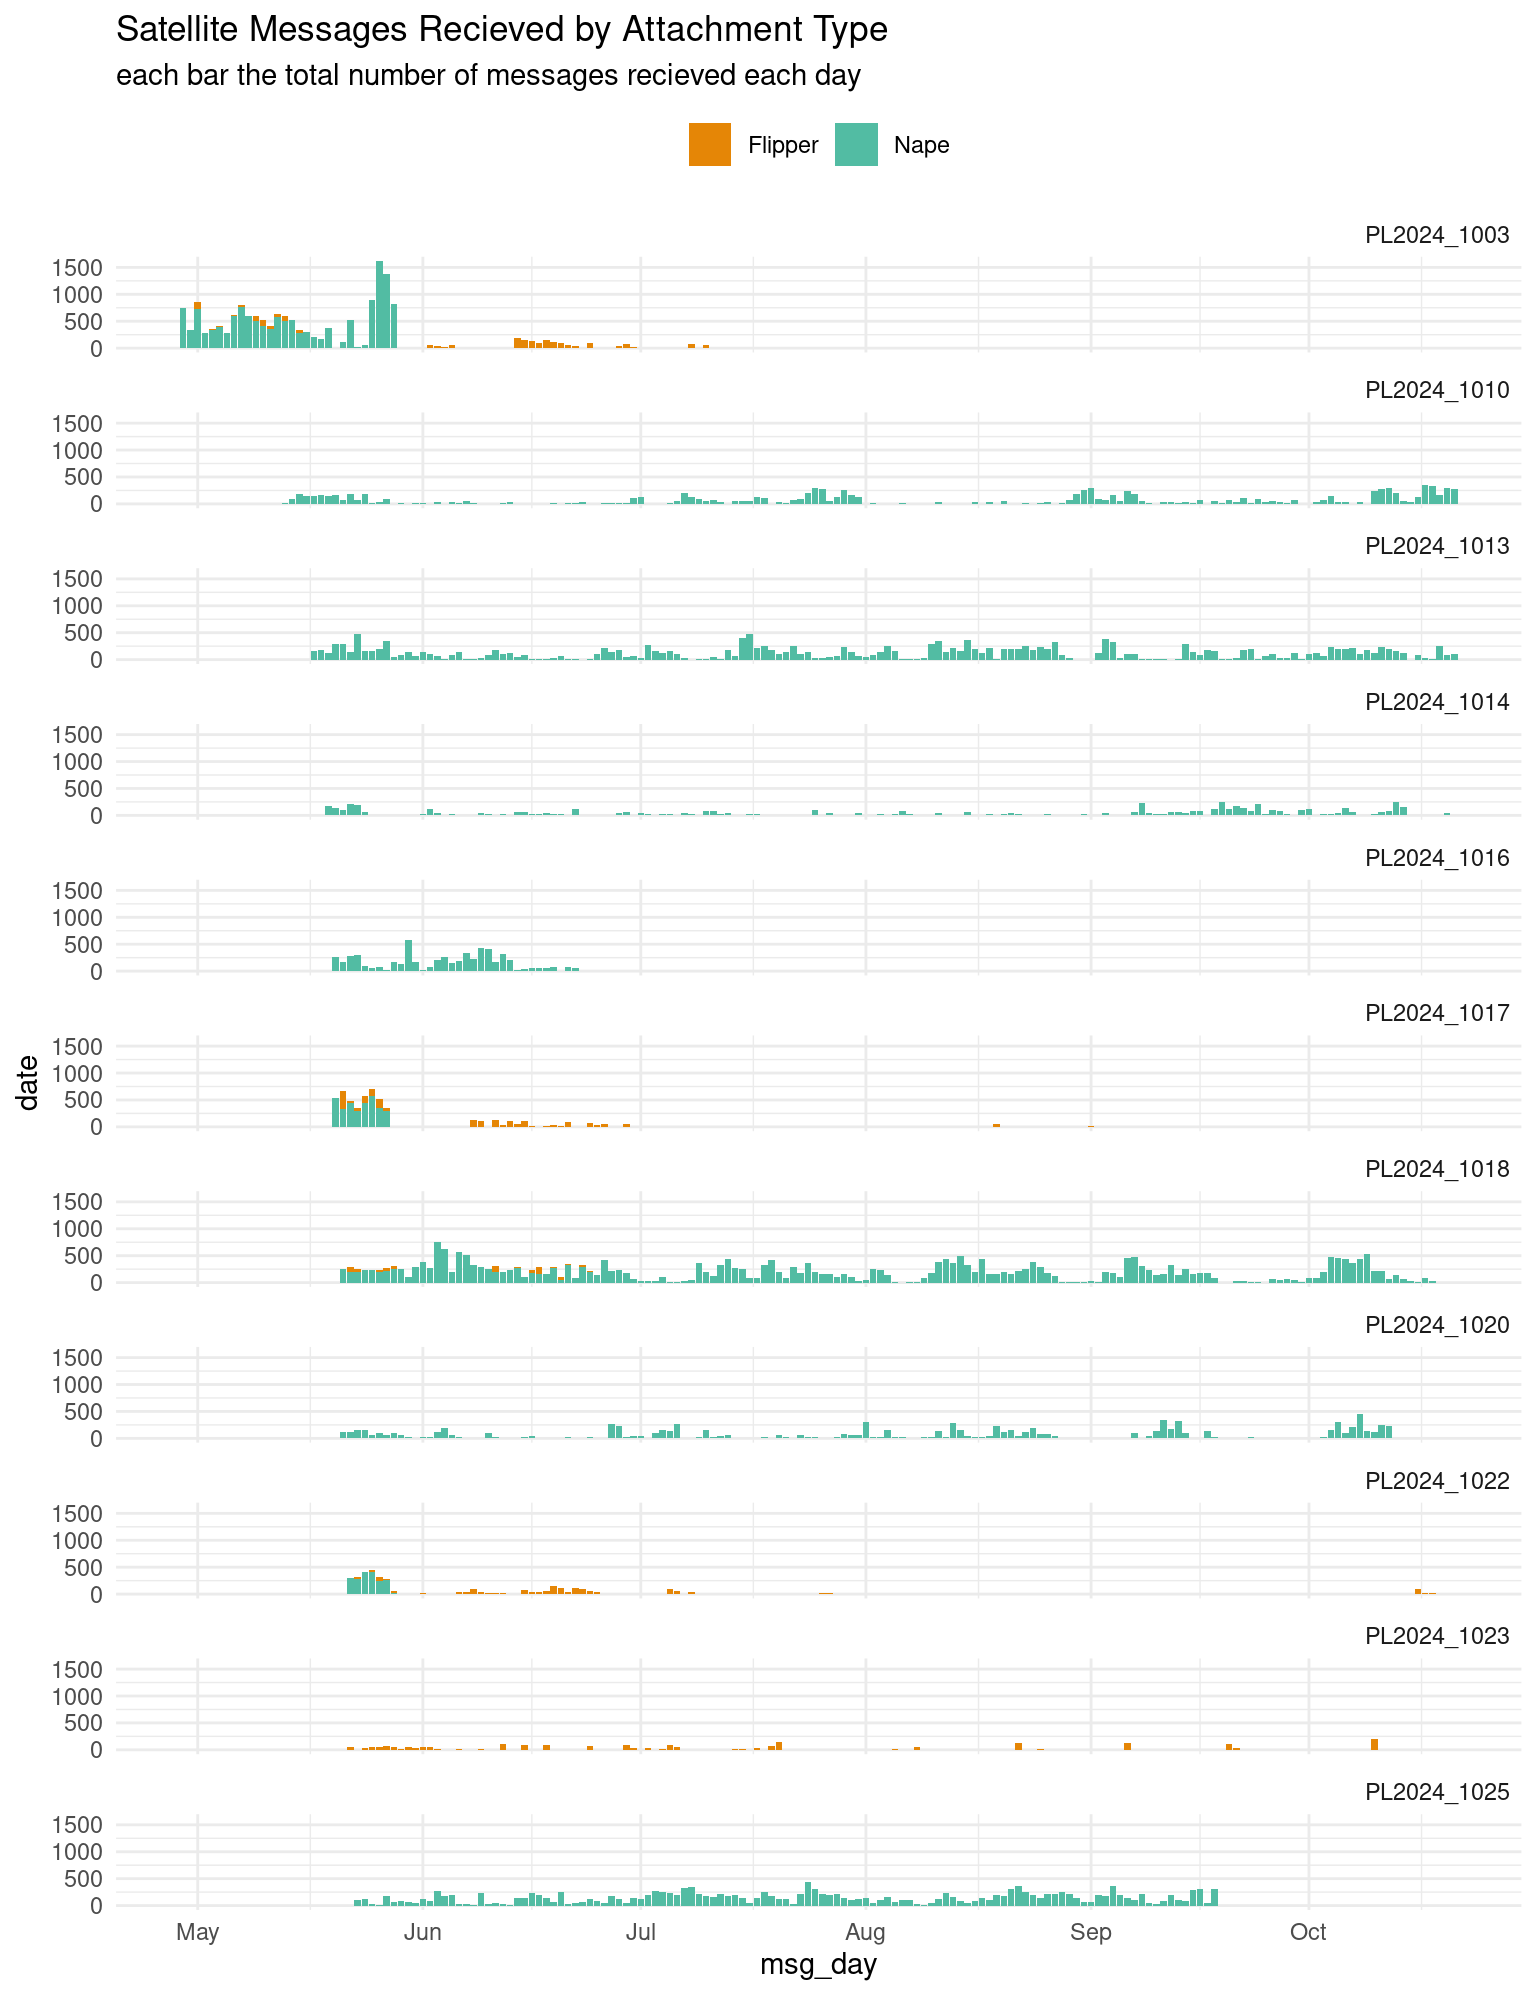 Satellite Messages Recieved by Attachment Type
each bar the total number of messages recieved each day
Flipper Nape
PL2024_1003
1500
1000
500
0
PL2024_1010
1500
1000
500
0
PL2024_1013
1500
1000
500
0
PL2024_1014
1500
1000
500
0
PL2024_1016
1500
1000
500
0
PL2024_1017
1500
1000
500
0
date
PL2024_1018
1500
1000
500
0
PL2024_1020
1500
1000
500
0
PL2024_1022
1500
1000
500
0
PL2024_1023
1500
1000
500
0
PL2024_1025
1500
1000
500
0
May Jun Jul Aug Sep Oct
msg_day